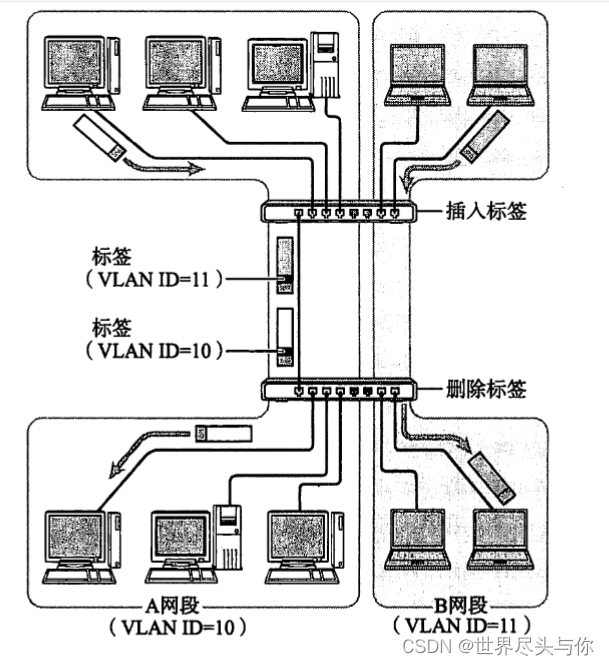 插入标签
标签
（VLAN ID=11）
标签
（VLAN ID=10）
删除标签
A网段
（VLAN ID=10）
B网段
（VLAN ID=11）
CSDN @世界尽头与你